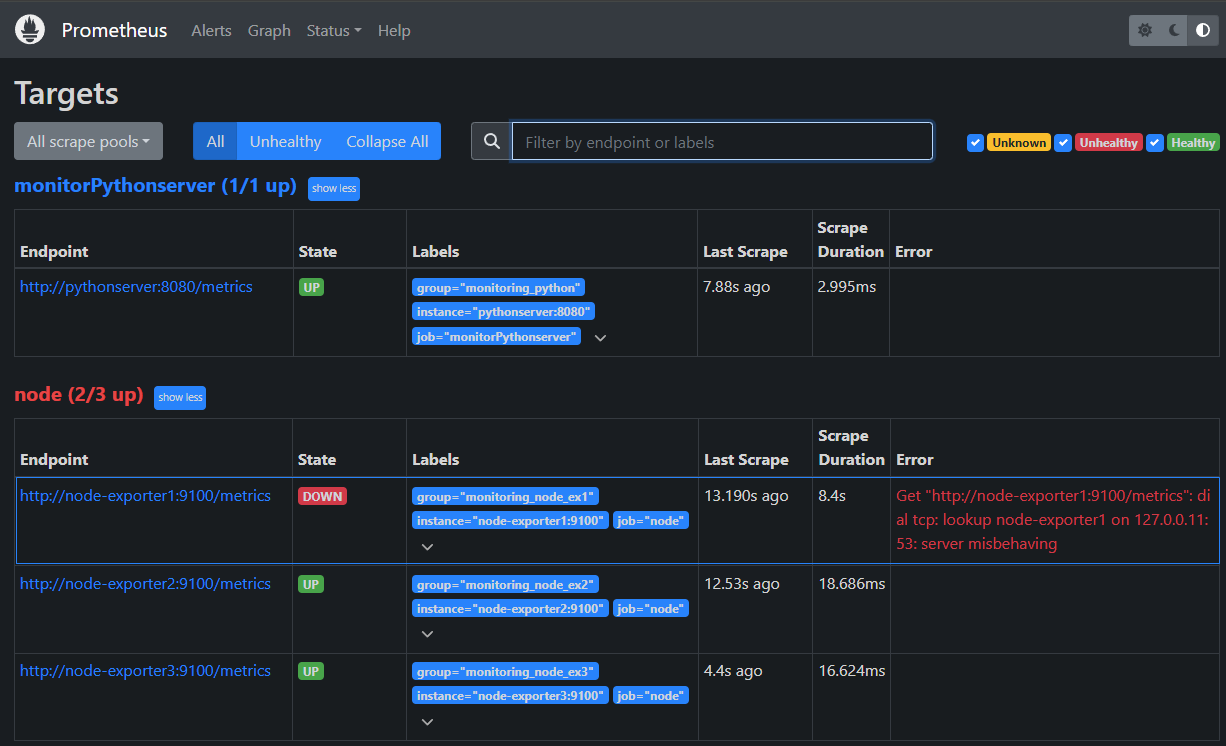 Prometheus Alerts Graph Status Help
Targets
All scrape pools All Unhealthy Collapse All Filter by endpoint or labels Unknown Unhealthy Healthy
monitorPythonserver (1/1 up) show less
Endpoint State Labels Last Scrape Scrape Duration Error
http://pythonserver:8080/metrics UP group="monitoring_python" 7.88s ago 2.995ms
instance="pythonserver:8080"
job="monitorPythonserver"
node (2/3 up) show less
Endpoint State Labels Last Scrape Scrape Duration Error
http://node-exporter1:9100/metrics DOWN group="monitoring_node_ex1" 13.190s ago 8.4s Get "http://node-exporter1:9100/metrics": di
instance="node-exporter1:9100" job="node" al tcp: lookup node-exporter1 on 127.0.0.11:
53: server misbehaving
http://node-exporter2:9100/metrics UP group="monitoring_node_ex2" 12.53s ago 18.686ms
instance="node-exporter2:9100" job="node"
http://node-exporter3:9100/metrics UP group="monitoring_node_ex3" 4.4s ago 16.624ms
instance="node-exporter3:9100" job="node"